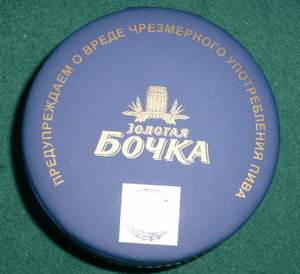 ПРЕДУПРЕЖДАЕМ О ВРЕДЕ ЧРЕЗМЕРНОГО УПОТРЕБЛЕНИЯ ПИВА
ЗОЛОТАЯ
БОЧКА